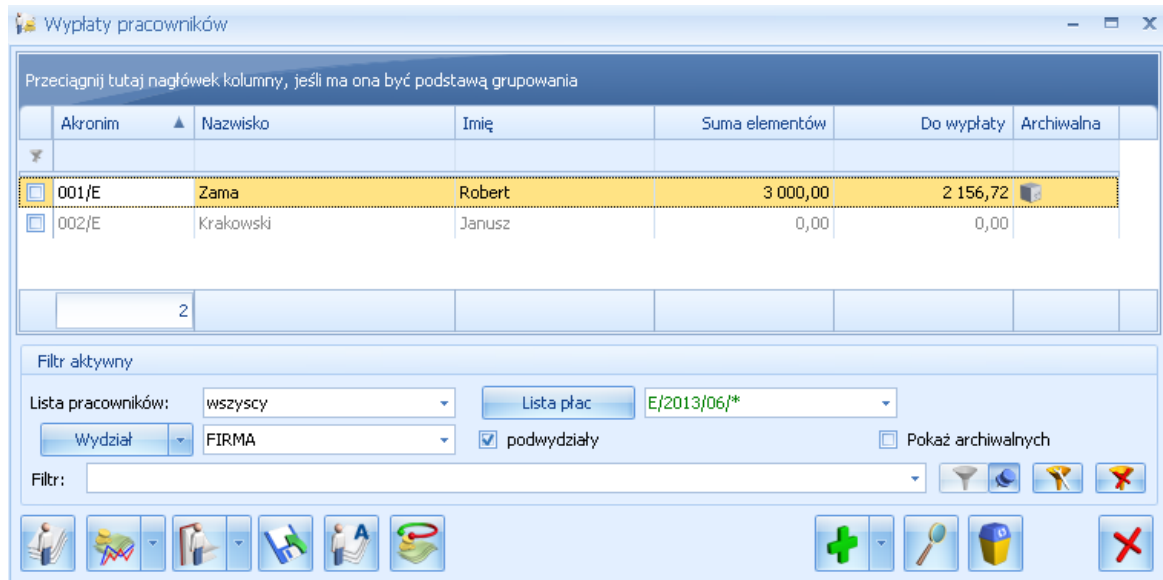 Wypłaty pracowników
Przeciągnij tutaj nagłówek kolumny, jeśli ma ona być podstawą grupowania
Akronim Nazwisko Imię Suma elementów Do wypłaty Archiwalna
001/E Zama Robert 3 000,00 2 156,72
002/E Krakowski Janusz 0,00 0,00
2
Filtr aktywny
Lista pracowników: wszyscy Lista płac E/2013/06/*
Wydział FIRMA podwydziały Pokaż archiwalnych
Filtr: